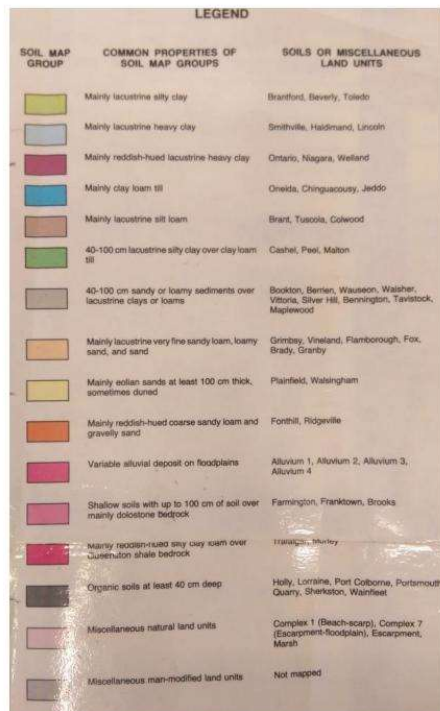 LEGEND
SOIL MAP GROUP COMMON PROPERTIES OF SOIL MAP GROUPS SOILS OR MISCELLANEOUS LAND UNITS
Mainly lacustrine silty clay Brantford, Beverly, Toledo
Mainly lacustrine heavy clay Smithville, Haldimand, Lincoln
Mainly reddish-hued lacustrine heavy clay Ontario, Niagara, Welland
Mainly clay loam till Oneida, Chinguacousy, Jeddo
Mainly lacustrine silt loam Brant, Tuscola, Colwood
40-100 cm lacustrine silty clay over clay loam Cashel, Peel, Malton
till
40-100 cm sandy or loamy sediments over Bookton, Berrien, Wauseon, Walsher,
lacustrine clays or loams Vittoria, Silver Hill, Bennington, Tavistock,
Maplewood
Mainly lacustrine very fine sandy loam, loamy Grimsby, Vineland, Flamborough, Fox,
sand, and sand Brady, Granby
Mainly eolian sands at least 100 cm thick, Plainfield, Walsingham
sometimes duned
Mainly reddish-hued coarse sandy loam and Fonthill, Ridgeville
gravelly sand
Variable alluvial deposit on floodplains Alluvium 1, Alluvium 2, Alluvium 3,
Alluvium 4
Shallow soils with up to 100 cm of soil over Farmington, Franktown, Brooks
mainly dolostone bedrock
Mainly reddish-hued silty clay loam over Trafalgar, Morley
Queenston shale bedrock
Organic soils at least 40 cm deep Holly, Lorraine, Port Colborne, Portsmouth
Quarry, Sherkston, Wainfleet
Miscellaneous natural land units Complex 1 (Beach-scarp), Complex 7
(Escarpment-floodplain), Escarpment,
Marsh
Miscellaneous man-modified land units Not mapped